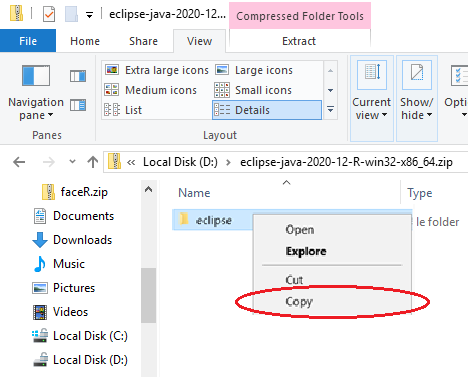 eclipse-java-2020-12... Compressed Folder Tools
File Home Share View Extract
Navigation pane
Extra large icons Large icons
Medium icons Small icons
List Details
Current view
Show/ hide
Panes Layout
Local Disk (D:) eclipse-java-2020-12-R-win32-x86_64.zip
Name Type
faceR.zip
Documents
Downloads
Music
Pictures
Videos
Local Disk (C:)
Local Disk (D:)
eclipse le folder
Open
Explore
Cut
Copy